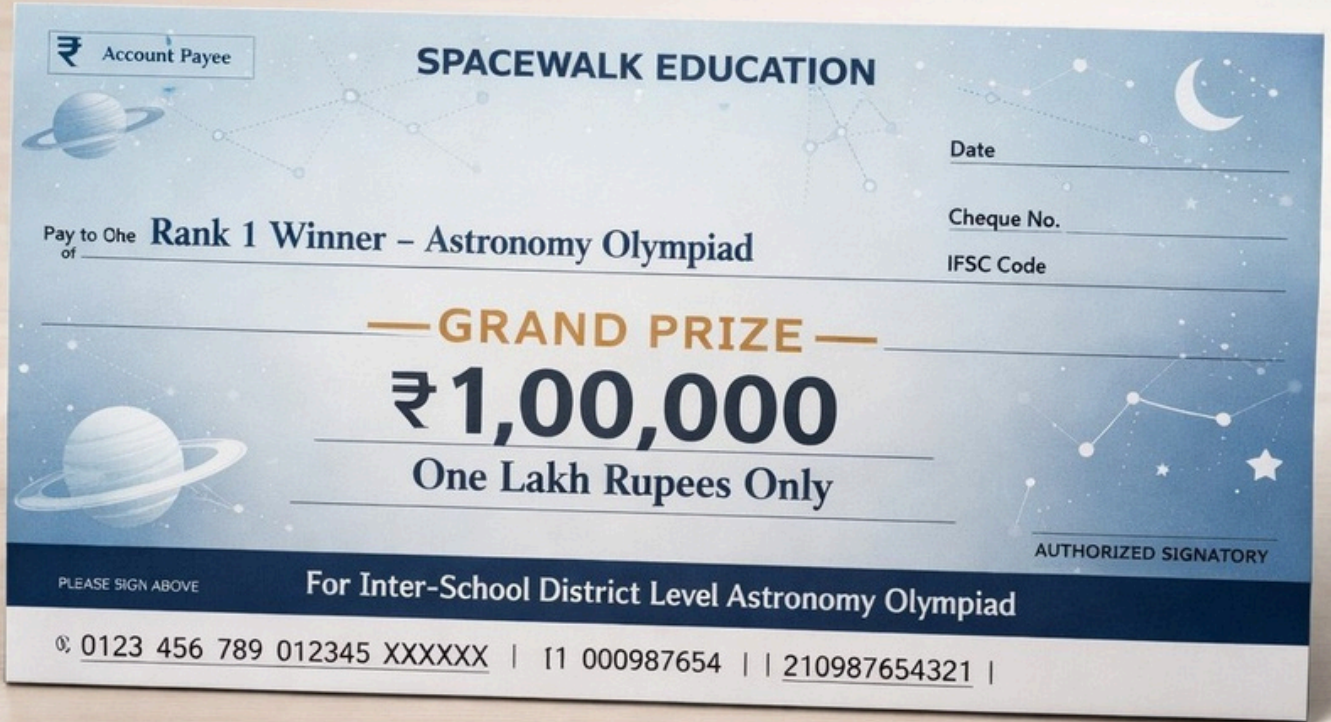 ₹ Account Payee
SPACEWALK EDUCATION
Date
Cheque No.
IFSC Code
Pay to Ohe Rank 1 Winner – Astronomy Olympiad
of
GRAND PRIZE
₹1,00,000
One Lakh Rupees Only
AUTHORIZED SIGNATORY
PLEASE SIGN ABOVE
For Inter-School District Level Astronomy Olympiad
0123 456 789 012345 XXXXXX | [1 000987654 | | 210987654321 |